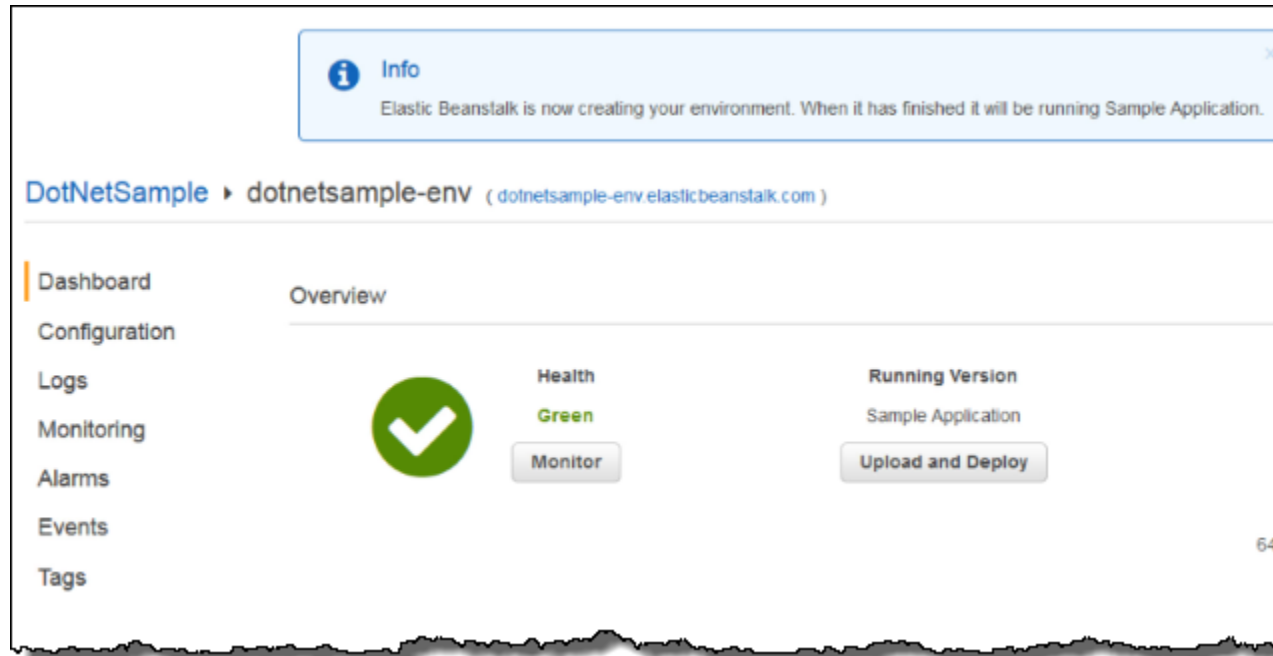 Info
Elastic Beanstalk is now creating your environment. When it has finished it will be running Sample Application.
DotNetSample ▸ dotnetsample-env ( dotnetsample-env.elasticbeanstalk.com )
Dashboard
Overview
Configuration
Health
Running Version
Logs
Green
Sample Application
Monitoring
Monitor
Upload and Deploy
Alarms
Events
64
Tags